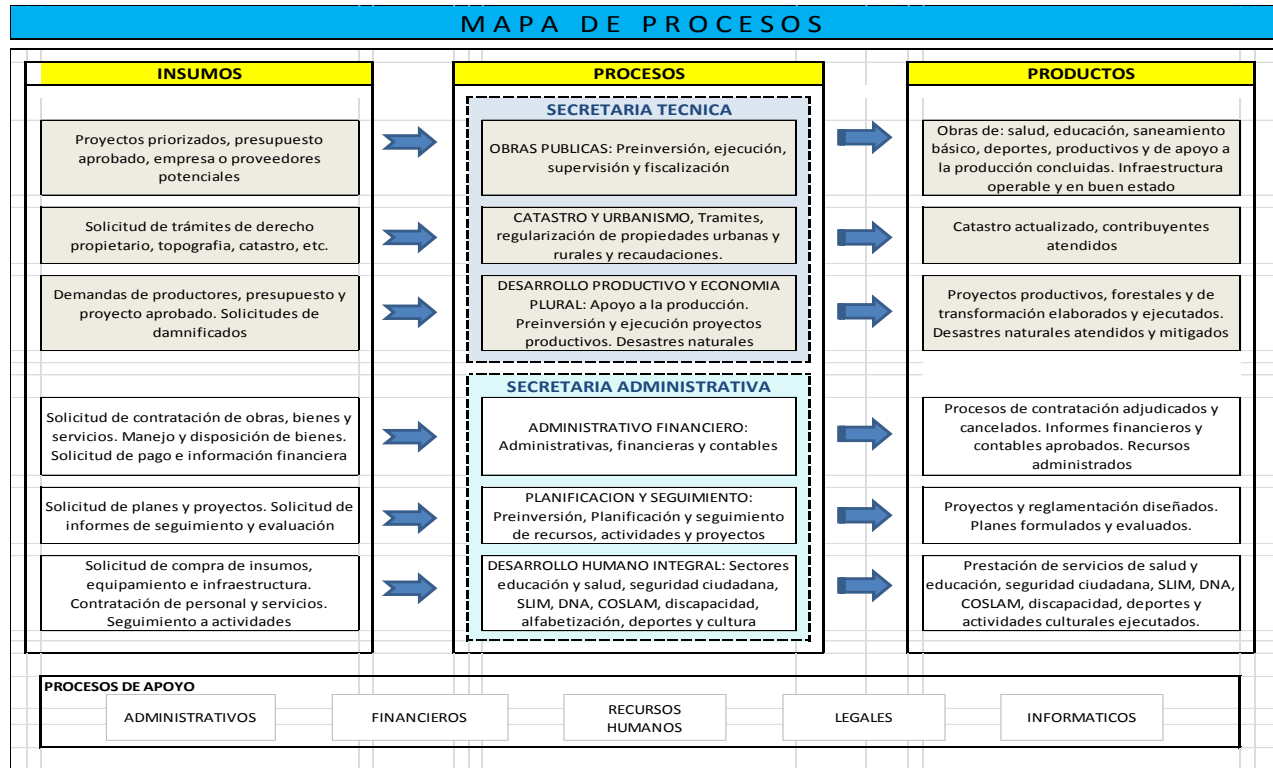 MAPA DE PROCESOS
INSUMOS
PROCESOS
PRODUCTOS
SECRETARIA TECNICA
Proyectos priorizados, presupuesto
aprobado, empresa o proveedores
potenciales
OBRAS PUBLICAS: Preinversión, ejecución,
supervisión y fiscalización
Obras de: salud, educación, saneamiento
básico, deportes, productivos y de apoyo a
la producción concluidas. Infraestructura
operable y en buen estado
Solicitud de trámites de derecho
propietario, topografia, catastro, etc.
CATASTRO Y URBANISMO, Tramites,
regularización de propiedades urbanas y
rurales y recaudaciones.
Catastro actualizado, contribuyentes
atendidos
Demandas de productores, presupuesto y
proyecto aprobado. Solicitudes de
damnificados
DESARROLLO PRODUCTIVO Y ECONOMIA
PLURAL: Apoyo a la producción.
Preinversión y ejecución proyectos
productivos. Desastres naturales
Proyectos productivos, forestales y de
transformación elaborados y ejecutados.
Desastres naturales atendidos y mitigados
SECRETARIA ADMINISTRATIVA
Solicitud de contratación de obras, bienes y
servicios. Manejo y disposición de bienes.
Solicitud de pago e información financiera
ADMINISTRATIVO FINANCIERO:
Administrativas, financieras y contables
Procesos de contratación adjudicados y
cancelados. Informes financieros y
contables aprobados. Recursos
administrados
Solicitud de planes y proyectos. Solicitud de
informes de seguimiento y evaluación
PLANIFICACION Y SEGUIMIENTO:
Preinversión, Planificación y seguimiento
de recursos, actividades y proyectos
Proyectos y reglamentación diseñados.
Planes formulados y evaluados.
Solicitud de compra de insumos,
equipamiento e infraestructura.
Contratación de personal y servicios.
Seguimiento a actividades
DESARROLLO HUMANO INTEGRAL: Sectores
educación y salud, seguridad ciudadana,
SLIM, DNA, COSLAM, discapacidad,
alfabetización, deportes y cultura
Prestación de servicios de salud y
educación, seguridad ciudadana, SLIM, DNA,
COSLAM, discapacidad, deportes y
actividades culturales ejecutados.
PROCESOS DE APOYO
ADMINISTRATIVOS
FINANCIEROS
RECURSOS
HUMANOS
LEGALES
INFORMATICOS